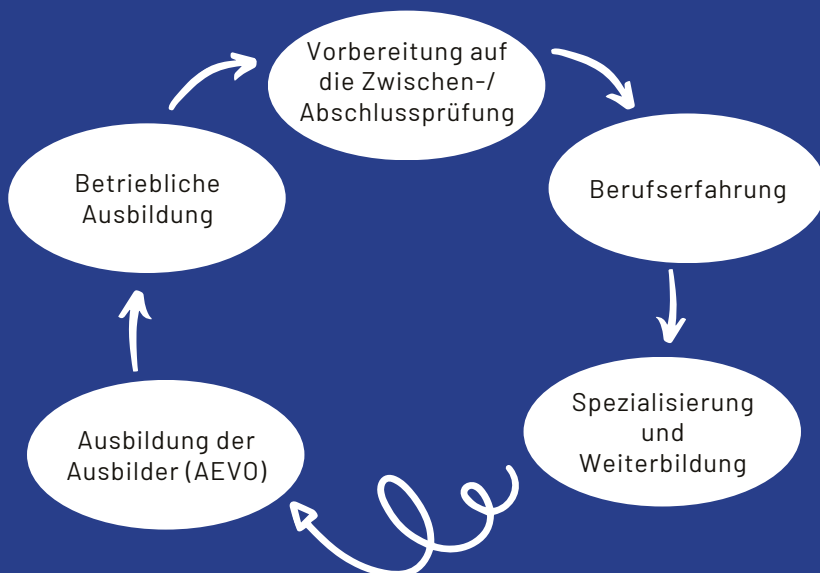 Vorbereitung auf
die Zwischen-/
Abschlussprüfung
Berufserfahrung
Spezialisierung
und
Weiterbildung
Ausbildung der
Ausbilder (AEVO)
Betriebliche
Ausbildung